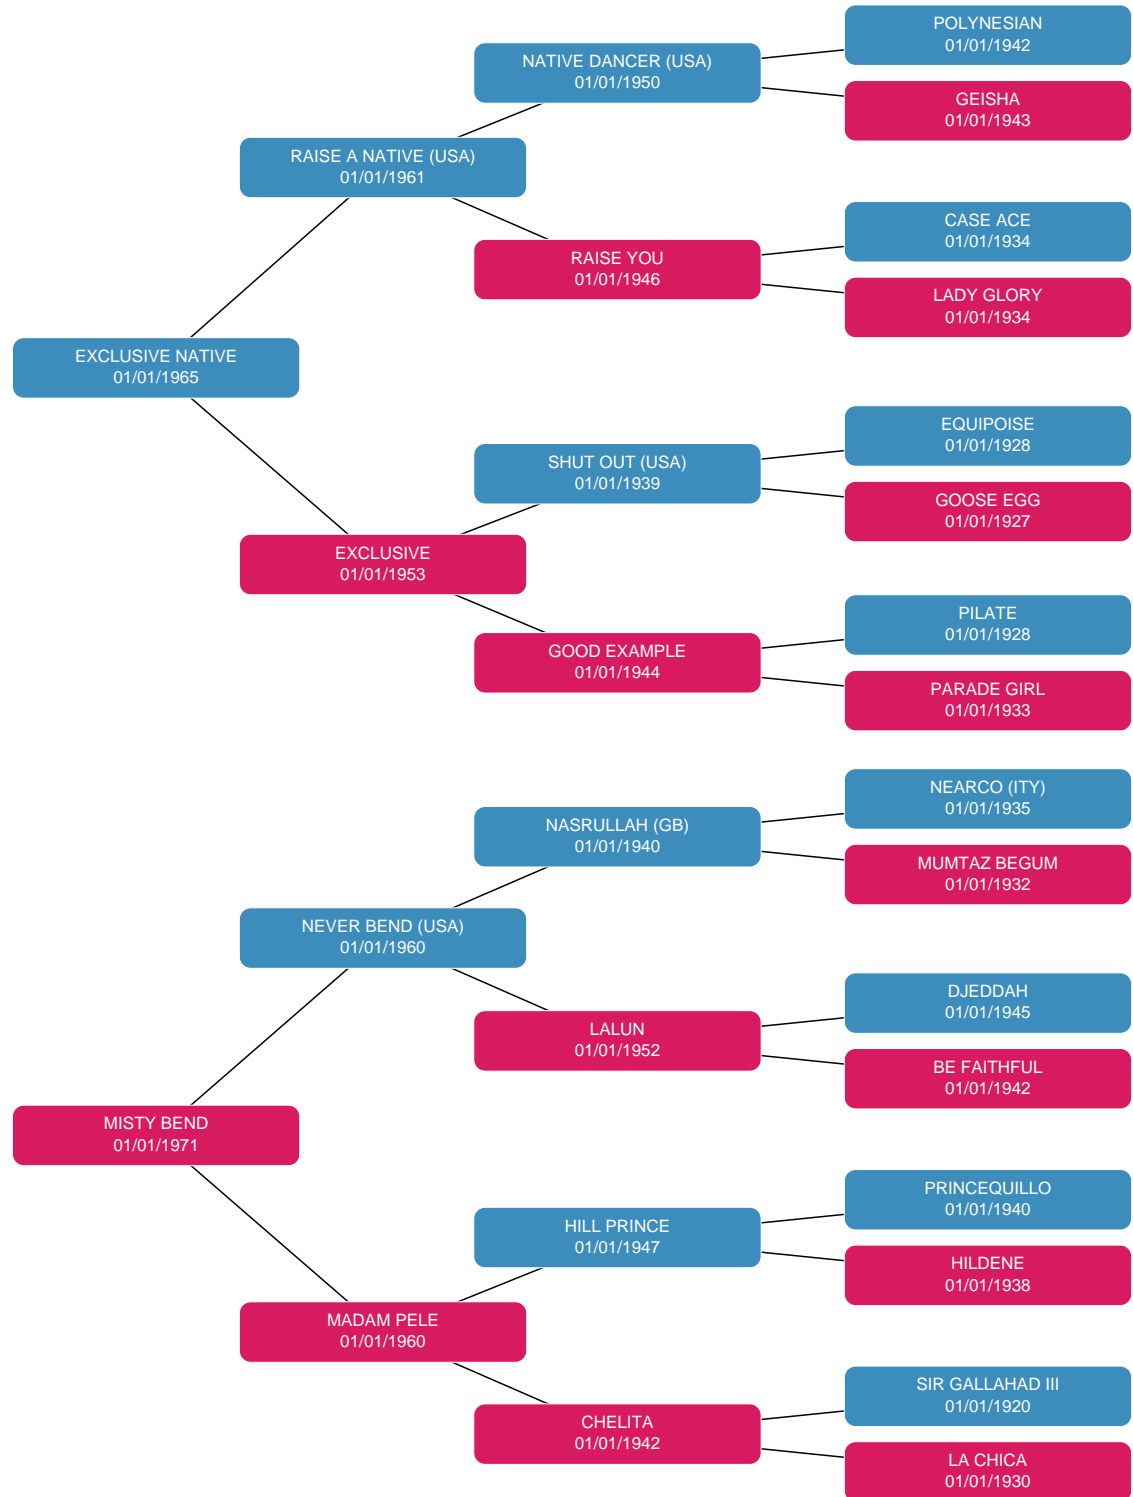 POLYNESIAN
01/01/1942
NATIVE DANCER (USA)
01/01/1950
GEISHA
01/01/1943
RAISE A NATIVE (USA)
01/01/1961
CASE ACE
01/01/1934
RAISE YOU
01/01/1946
LADY GLORY
01/01/1934
EXCLUSIVE NATIVE
01/01/1965
EQUIPOISE
01/01/1928
SHUT OUT (USA)
01/01/1939
GOOSE EGG
01/01/1927
EXCLUSIVE
01/01/1953
PILATE
01/01/1928
GOOD EXAMPLE
01/01/1944
PARADE GIRL
01/01/1933
NEARCO (ITY)
01/01/1935
NASRULLAH (GB)
01/01/1940
MUMTAZ BEGUM
01/01/1932
NEVER BEND (USA)
01/01/1960
DJEDDAH
01/01/1945
LALUN
01/01/1952
BE FAITHFUL
01/01/1942
MISTY BEND
01/01/1971
PRINCEQUILLO
01/01/1940
HILL PRINCE
01/01/1947
HILDENE
01/01/1938
MADAM PELE
01/01/1960
SIR GALLAHAD III
01/01/1920
CHELITA
01/01/1942
LA CHICA
01/01/1930